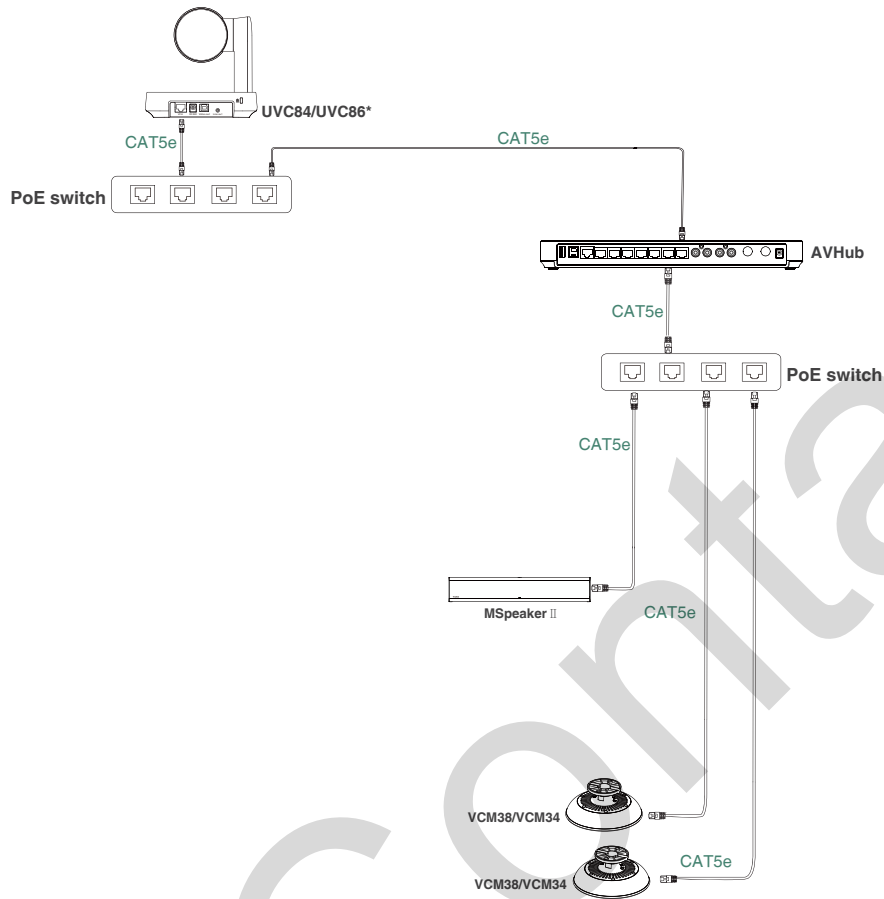 UVC84/UVC86*
CAT5e
CAT5e
PoE switch
AVHub
CAT5e
PoE switch
CAT5e
MSpeaker Ⅱ
CAT5e
VCM38/VCM34
CAT5e
VCM38/VCM34